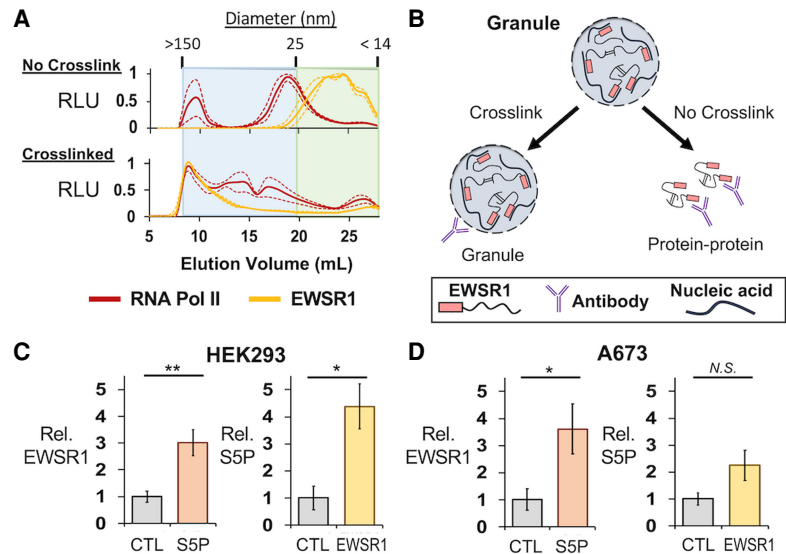 A
Diameter (nm)
>150 25 < 14
No Crosslink
RLU
1
0.5
0
Crosslinked
RLU
1
0.5
0
5 10 15 20 25
Elution Volume (mL)
RNA Pol II EWSR1
B
Granule
Crosslink No Crosslink
Granule
Protein-protein
EWSR1 Antibody Nucleic acid
C
HEK293
Rel.
EWSR1
5
4
3
2
1
0
**
CTL S5P
Rel.
S5P
5
4
3
2
1
0
*
CTL EWSR1
D
A673
Rel.
EWSR1
5
4
3
2
1
0
*
CTL S5P
Rel.
S5P
5
4
3
2
1
0
N.S.
CTL EWSR1